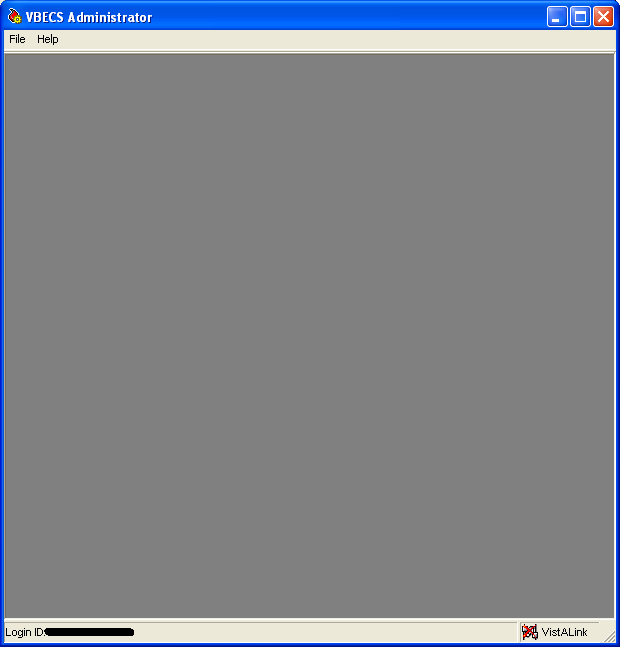 VBECS Administrator
File Help
Login ID: VistALink